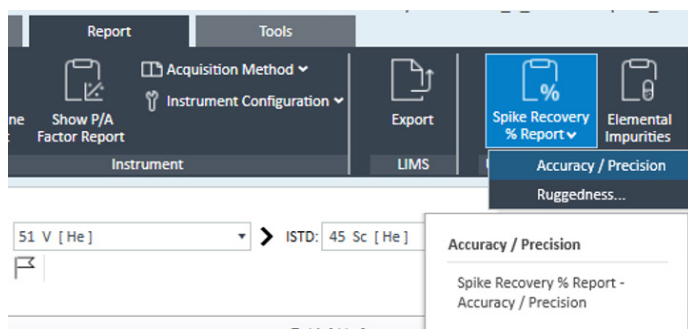 Report
Tools
Acquisition Method
Instrument Configuration
Show P/A
Factor Report
Export
Spike Recovery
% Report
Elemental
Impurities
Instrument
LIMS
Accuracy / Precision
Ruggedness...
51 V [He]
ISTD: 45 Sc [He]
Accuracy / Precision
Spike Recovery % Report -
Accuracy / Precision